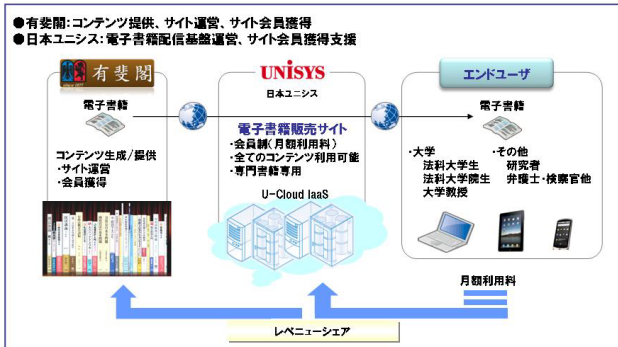 ●有斐閣:コンテンツ提供、サイト運営、サイト会員獲得
●日本ユニシス:電子書籍配信基盤運営、サイト会員獲得支援
有斐閣
since 1877
電子書籍
コンテンツ生成/提供
・サイト運営
・会員獲得
UNISYS
日本ユニシス
電子書籍販売サイト
・会員制(月額利用料)
・全てのコンテンツ利用可能
・専門書籍専用
U-Cloud IaaS
エンドユーザ
電子書籍
・大学
法科大学生
法科大学院生
大学教授
・その他
研究者
弁護士・検察官他
月額利用料
レベニューシェア